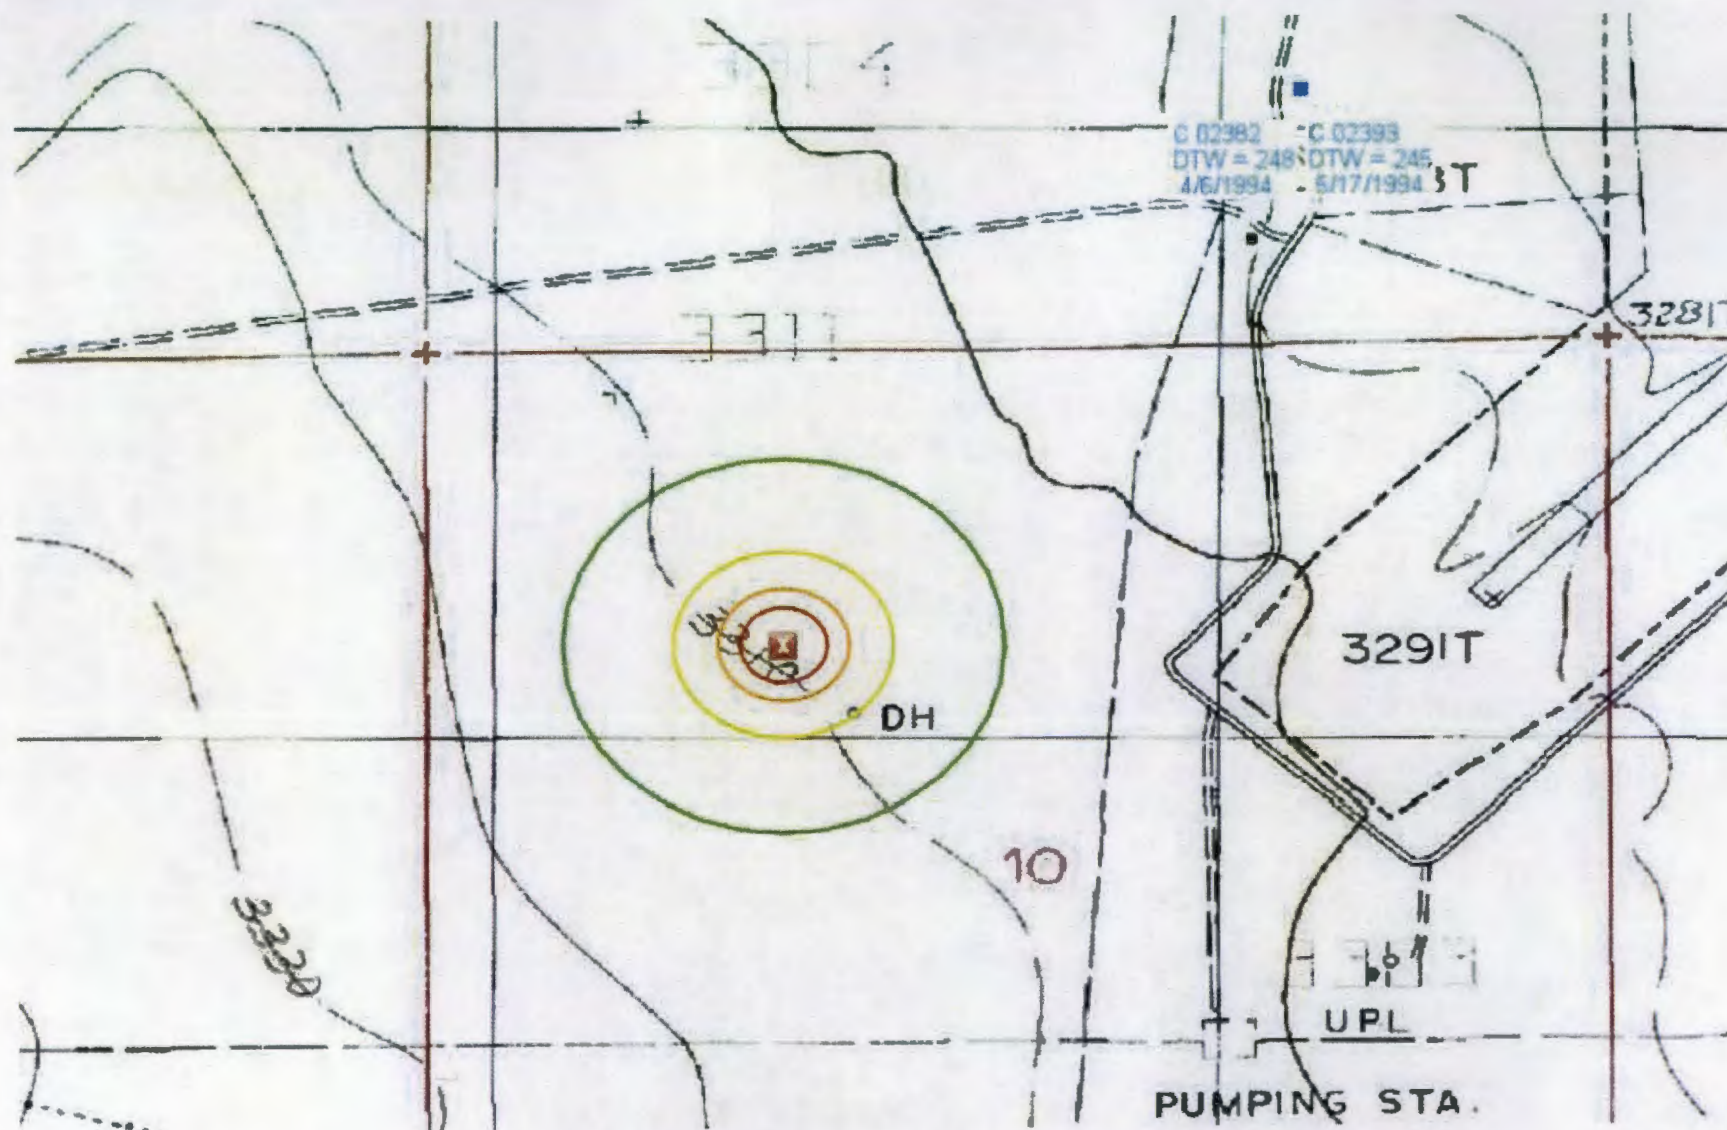 C 02382
DTW = 248
4/6/1994
C 02393
DTW = 245
5/17/1994
3T
3281T
3291T
DH
10
3320
UPL
PUMPING STA.